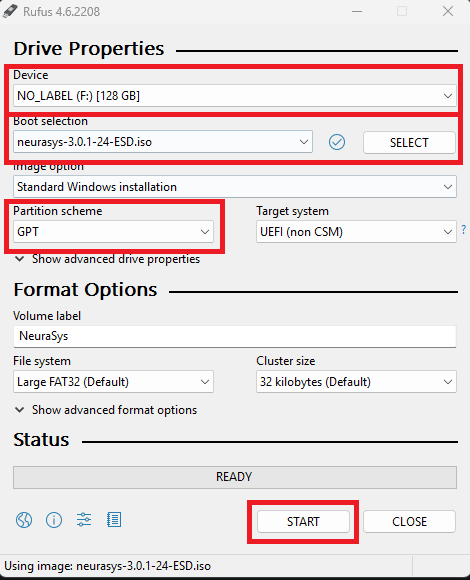 Rufus 4.6.2208
Drive Properties
Device
NO_LABEL (F:) [128 GB]
Boot selection
neurasys-3.0.1-24-ESD.iso
SELECT
Image option
Standard Windows installation
Partition scheme
Target system
GPT
UEFI (non CSM)
?
Show advanced drive properties
Format Options
Volume label
NeuraSys
File system
Cluster size
Large FAT32 (Default)
32 kilobytes (Default)
Show advanced format options
Status
READY
START
CLOSE
Using image: neurasys-3.0.1-24-ESD.iso